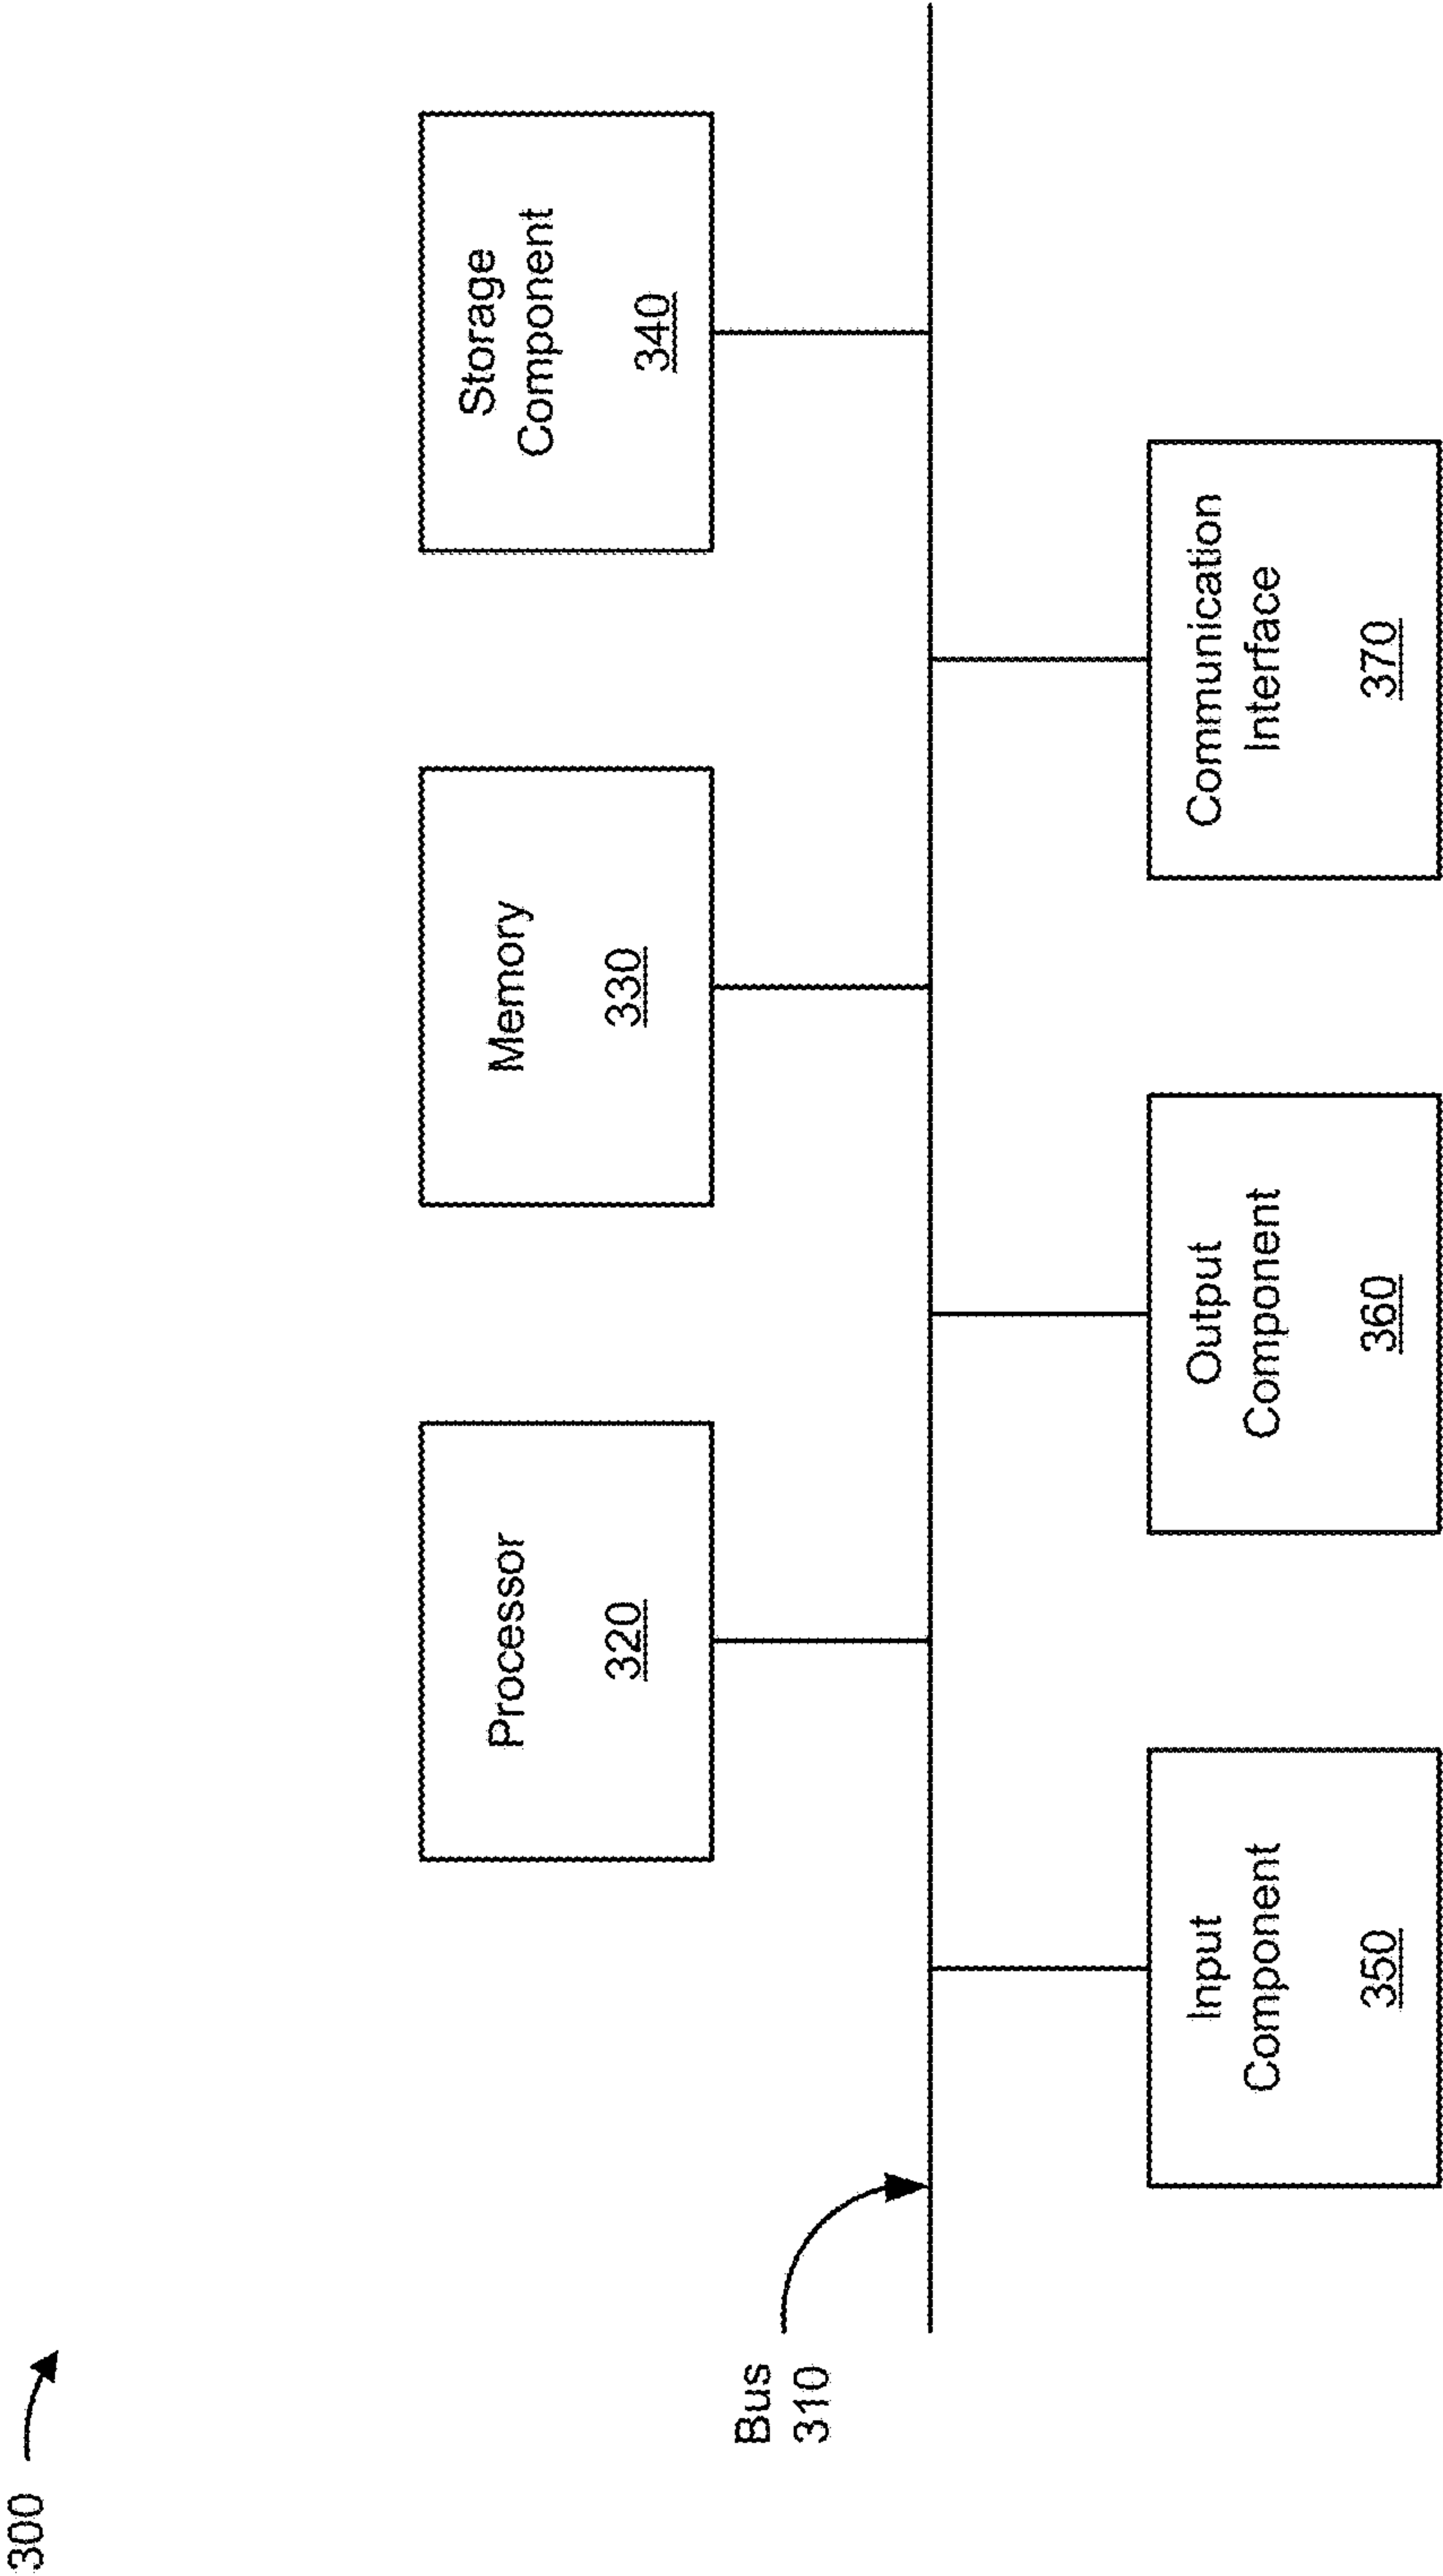 300
Bus
310
Processor
320
Memory
330
Storage
Component
340
Input
Component
350
Output
Component
360
Communication
Interface
370